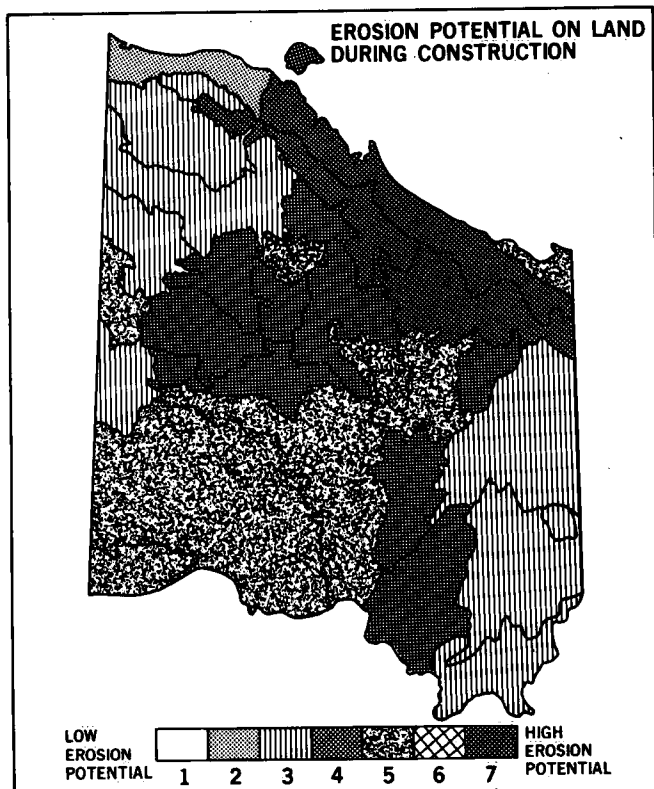 EROSION POTENTIAL ON LAND
DURING CONSTRUCTION
LOW
EROSION
POTENTIAL
1 2 3 4 5 6 7
HIGH
EROSION
POTENTIAL